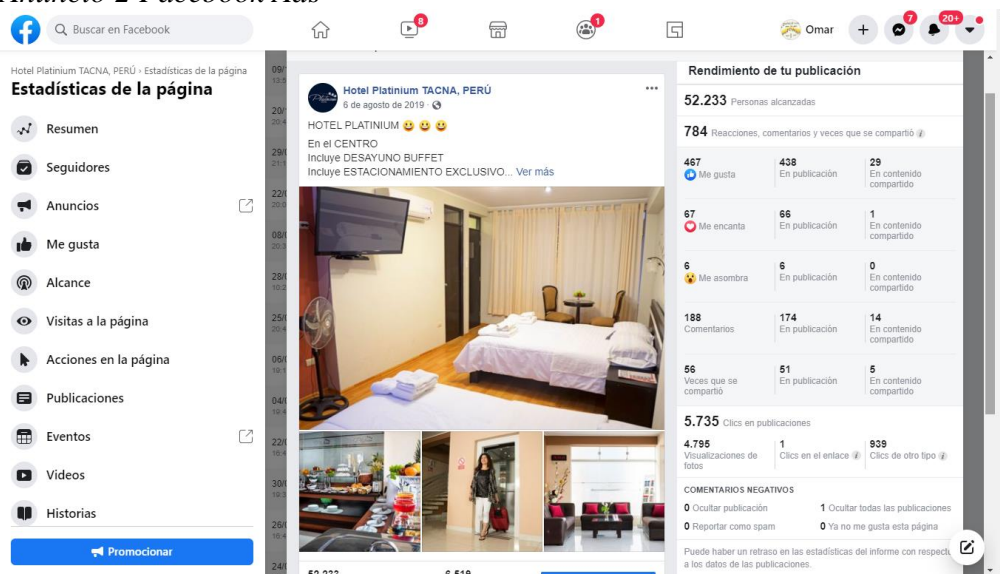 Anuncio 2 Facebook Ads
Buscar en Facebook
8
1
Omar
7
20+
Hotel Platinium TACNA, PERÚ › Estadísticas de la página
Estadísticas de la página
Resumen
Seguidores
Anuncios
Me gusta
Alcance
Visitas a la página
Acciones en la página
Publicaciones
Eventos
Videos
Historias
Promocionar
Hotel Platinium TACNA, PERÚ
6 de agosto de 2019 ·
HOTEL PLATINIUM 😃 😃 😃
En el CENTRO
Incluye DESAYUNO BUFFET
Incluye ESTACIONAMIENTO EXCLUSIVO... Ver más
52.233 6.519
Rendimiento de tu publicación
52.233 Personas alcanzadas
784 Reacciones, comentarios y veces que se compartió
467 438 29
Me gusta En publicación En contenido
compartido
67 66 1
Me encanta En publicación En contenido
compartido
6 6 0
Me asombra En publicación En contenido
compartido
188 174 14
Comentarios En publicación En contenido
compartido
56 51 5
Veces que se En publicación En contenido
compartió compartido
5.735 Clics en publicaciones
4.795 1 939
Visualizaciones de Clics en el enlace Clics de otro tipo
fotos
COMENTARIOS NEGATIVOS
0 Ocultar publicación 1 Ocultar todas las publicaciones
0 Reportar como spam 0 Ya no me gusta esta página
Puede haber un retraso en las estadísticas del informe con respecto
a los datos de las publicaciones.